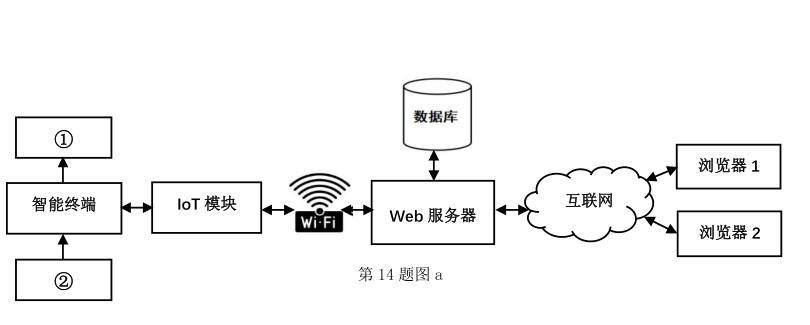 数据库
①
智能终端
②
IoT 模块
Wi-Fi
Web 服务器
互联网
浏览器 1
浏览器 2
第 14 题图 a